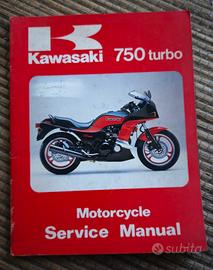 Kawasaki 750 turbo
Motorcycle
Service Manual
subito